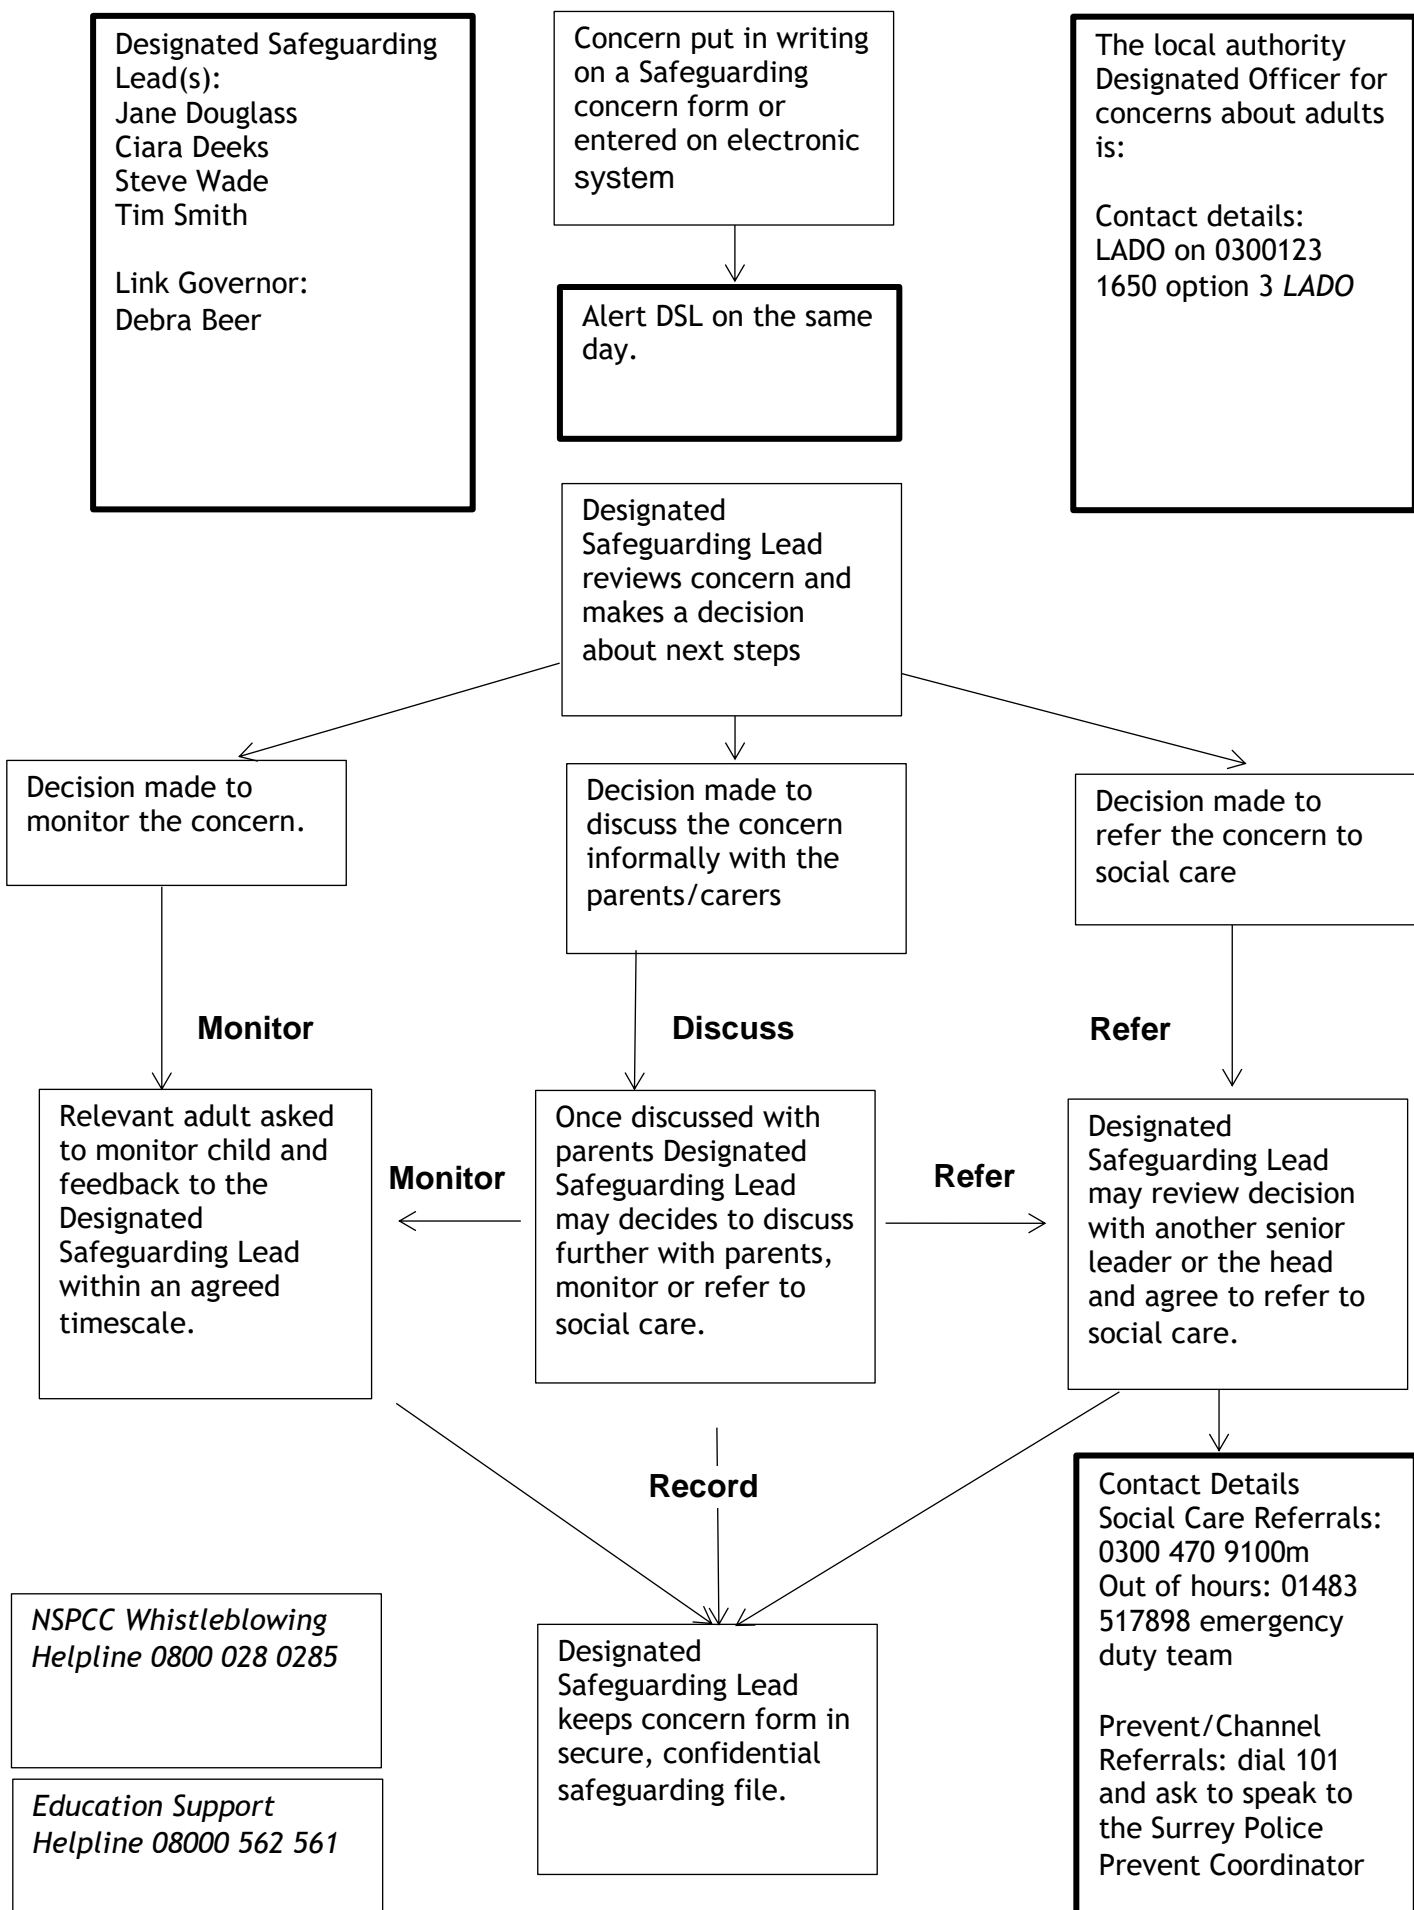 Designated Safeguarding
Lead(s):
Jane Douglass
Ciara Deeks
Steve Wade
Tim Smith
Link Governor:
Debra Beer
Concern put in writing
on a Safeguarding
concern form or
entered on electronic
system
The local authority
Designated Officer for
concerns about adults
is:
Contact details:
LADO on 0300123
1650 option 3 LADO
Alert DSL on the same
day.
Designated
Safeguarding Lead
reviews concern and
makes a decision
about next steps
Decision made to
monitor the concern.
Decision made to
discuss the concern
informally with the
parents/carers
Decision made to
refer the concern to
social care
Monitor
Discuss
Refer
Relevant adult asked
to monitor child and
feedback to the
Designated
Safeguarding Lead
within an agreed
timescale.
Monitor
Once discussed with
parents Designated
Safeguarding Lead
may decides to discuss
further with parents,
monitor or refer to
social care.
Refer
Designated
Safeguarding Lead
may review decision
with another senior
leader or the head
and agree to refer to
social care.
Record
Contact Details
Social Care Referrals:
0300 470 9100m
Out of hours: 01483
517898 emergency
duty team
Prevent/Channel
Referrals: dial 101
and ask to speak to
the Surrey Police
Prevent Coordinator
NSPCC Whistleblowing
Helpline 0800 028 0285
Designated
Safeguarding Lead
keeps concern form in
secure, confidential
safeguarding file.
Education Support
Helpline 08000 562 561